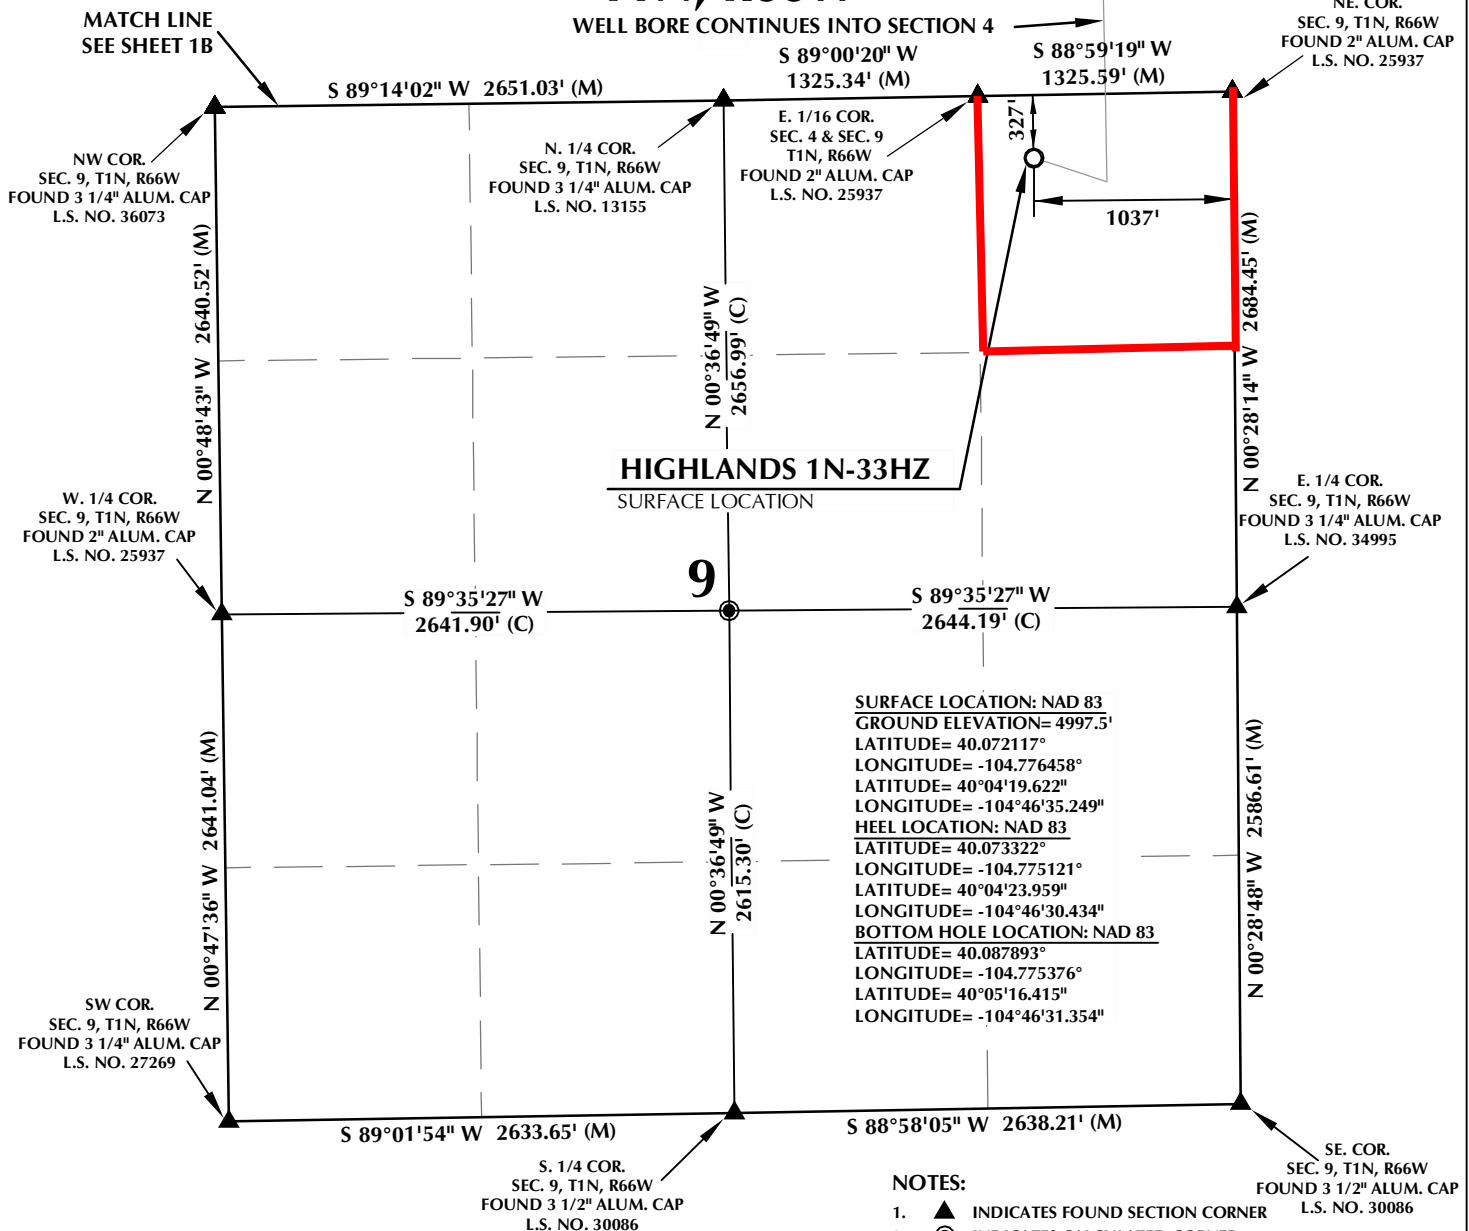 MATCH LINE
SEE SHEET 1B
WELL BORE CONTINUES INTO SECTION 4
NE. COR.
SEC. 9, T1N, R66W
FOUND 2" ALUM. CAP
L.S. NO. 25937
S 89°14'02" W 2651.03' (M)
S 89°00'20" W
1325.34' (M)
S 88°59'19" W
1325.59' (M)
NW COR.
SEC. 9, T1N, R66W
FOUND 3 1/4" ALUM. CAP
L.S. NO. 36073
N. 1/4 COR.
SEC. 9, T1N, R66W
FOUND 3 1/4" ALUM. CAP
L.S. NO. 13155
E. 1/16 COR.
SEC. 4 & SEC. 9
T1N, R66W
FOUND 2" ALUM. CAP
L.S. NO. 25937
327'
1037'
N 00°48'43" W 2640.52' (M)
N 00°36'49" W
2656.99' (C)
N 00°28'14" W 2684.45' (M)
HIGHLANDS 1N-33HZ
SURFACE LOCATION
W. 1/4 COR.
SEC. 9, T1N, R66W
FOUND 2" ALUM. CAP
L.S. NO. 25937
E. 1/4 COR.
SEC. 9, T1N, R66W
FOUND 3 1/4" ALUM. CAP
L.S. NO. 34995
9
S 89°35'27" W
2641.90' (C)
S 89°35'27" W
2644.19' (C)
SURFACE LOCATION: NAD 83
GROUND ELEVATION= 4997.5'
LATITUDE= 40.072117°
LONGITUDE= -104.776458°
LATITUDE= 40°04'19.622"
LONGITUDE= -104°46'35.249"
HEEL LOCATION: NAD 83
LATITUDE= 40.073322°
LONGITUDE= -104.775121°
LATITUDE= 40°04'23.959"
LONGITUDE= -104°46'30.434"
BOTTOM HOLE LOCATION: NAD 83
LATITUDE= 40.087893°
LONGITUDE= -104.775376°
LATITUDE= 40°05'16.415"
LONGITUDE= -104°46'31.354"
N 00°47'36" W 2641.04' (M)
N 00°36'49" W
2615.30' (C)
N 00°28'48" W 2586.61' (M)
SW COR.
SEC. 9, T1N, R66W
FOUND 3 1/4" ALUM. CAP
L.S. NO. 27269
S 89°01'54" W 2633.65' (M)
S 88°58'05" W 2638.21' (M)
S. 1/4 COR.
SEC. 9, T1N, R66W
FOUND 3 1/2" ALUM. CAP
L.S. NO. 30086
SE. COR.
SEC. 9, T1N, R66W
FOUND 3 1/2" ALUM. CAP
L.S. NO. 30086
NOTES:
1. INDICATES FOUND SECTION CORNER